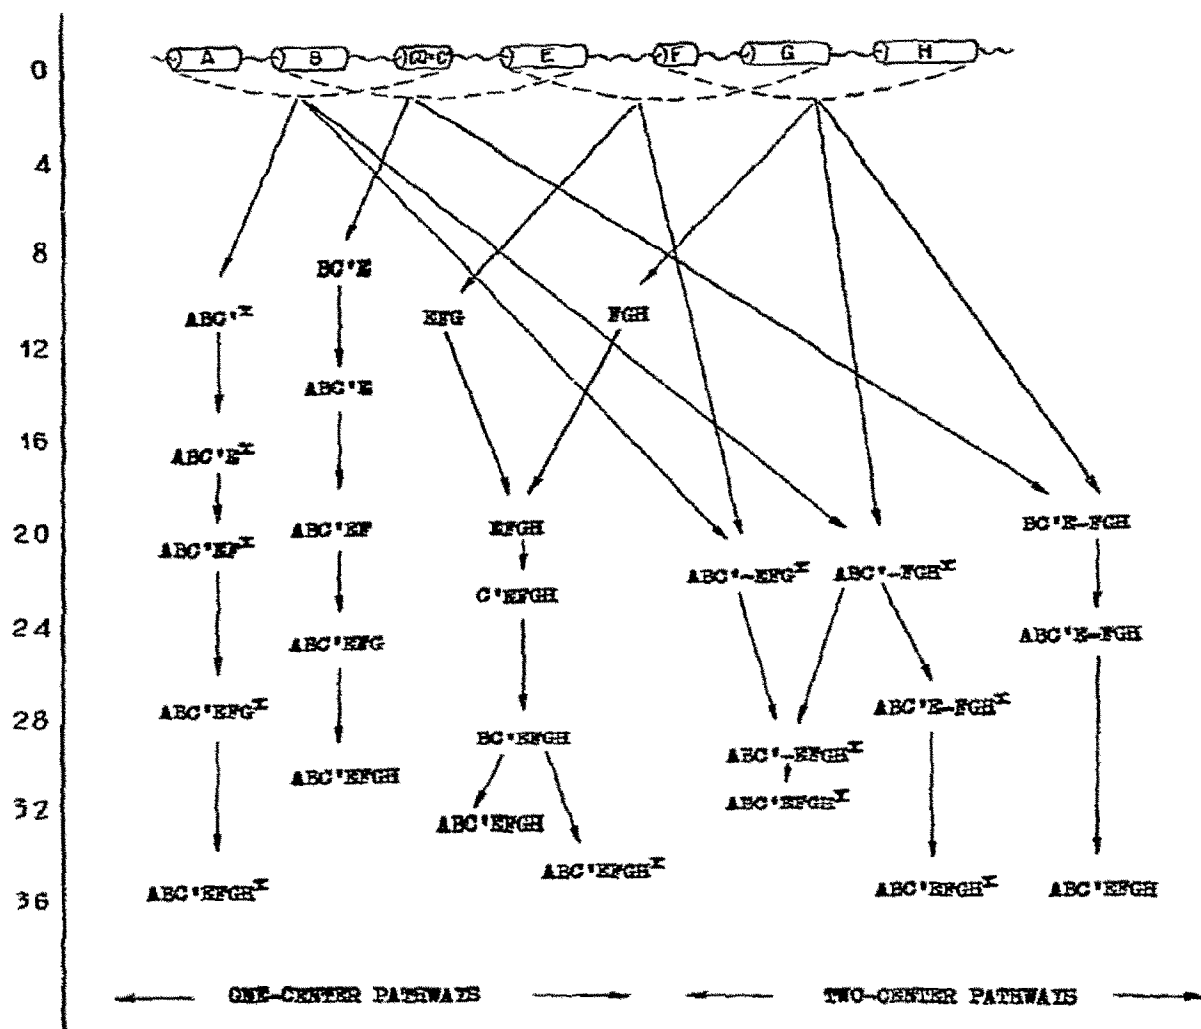 0
A B E F G H
4
8
BC'E
ABC'ˣ
EFG
FGH
12
ABC'E
16
ABC'Eˣ
20
ABC'EFˣ
ABC'EF
EFGH
BC'E-FGH
ABC'-EFGˣ
ABC'-FGHˣ
C'EFGH
24
ABC'EFG
ABC'E-FGH
28
ABC'EFGˣ
BC'EFGH
ABC'E-FGHˣ
ABC'-EFGHˣ
ABC'EFGH
32
ABC'EFGH
ABC'EFGHˣ
ABC'EFGHˣ
36
ABC'EFGHˣ
ABC'EFGHˣ
ABC'EFGH
ONE-CENTER PATHWAYS
TWO-CENTER PATHWAYS